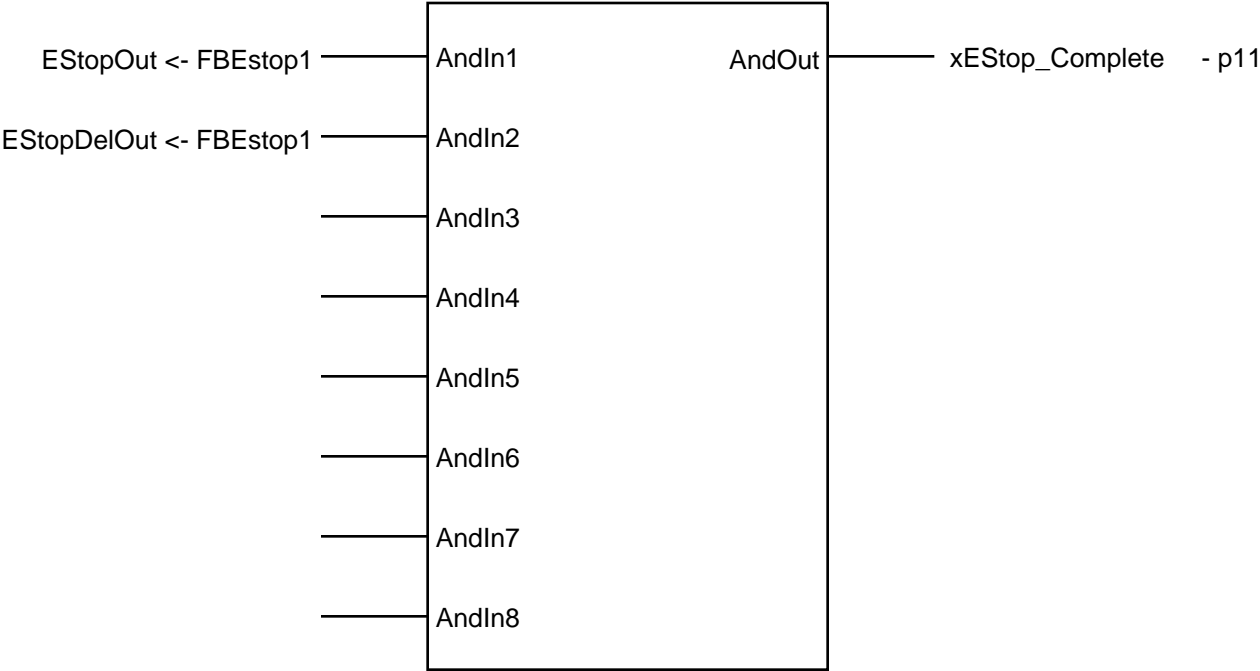 EStopOut <- FBEstop1 AndIn1 AndOut xEStop_Complete - p11
EStopDelOut <- FBEstop1 AndIn2
AndIn3
AndIn4
AndIn5
AndIn6
AndIn7
AndIn8